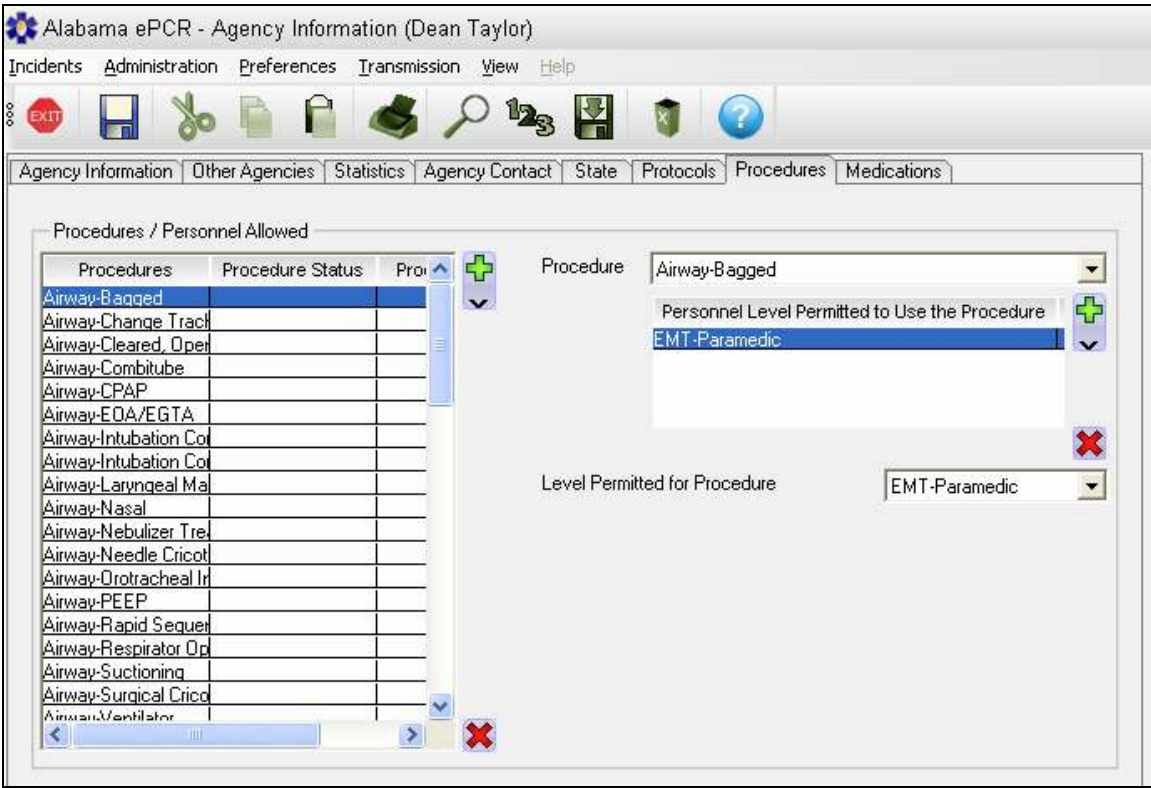 Alabama ePCR - Agency Information (Dean Taylor)
Incidents Administration Preferences Transmission View Help
EXIT 123 ?
Agency Information Other Agencies Statistics Agency Contact State Protocols Procedures Medications
Procedures / Personnel Allowed
Procedures Procedure Status Pro
Airway-Bagged
Airway-Change Trach
Airway-Cleared, Oper
Airway-Combitube
Airway-CPAP
Airway-EOA/EGTA
Airway-Intubation Co
Airway-Intubation Co
Airway-Laryngeal Ma
Airway-Nasal
Airway-Nebulizer Tre
Airway-Needle Cricot
Airway-Orotracheal In
Airway-PEEP
Airway-Rapid Sequen
Airway-Respirator Op
Airway-Suctioning
Airway-Surgical Crico
Airway-Ventilator
Procedure Airway-Bagged
Personnel Level Permitted to Use the Procedure
EMT-Paramedic
Level Permitted for Procedure EMT-Paramedic